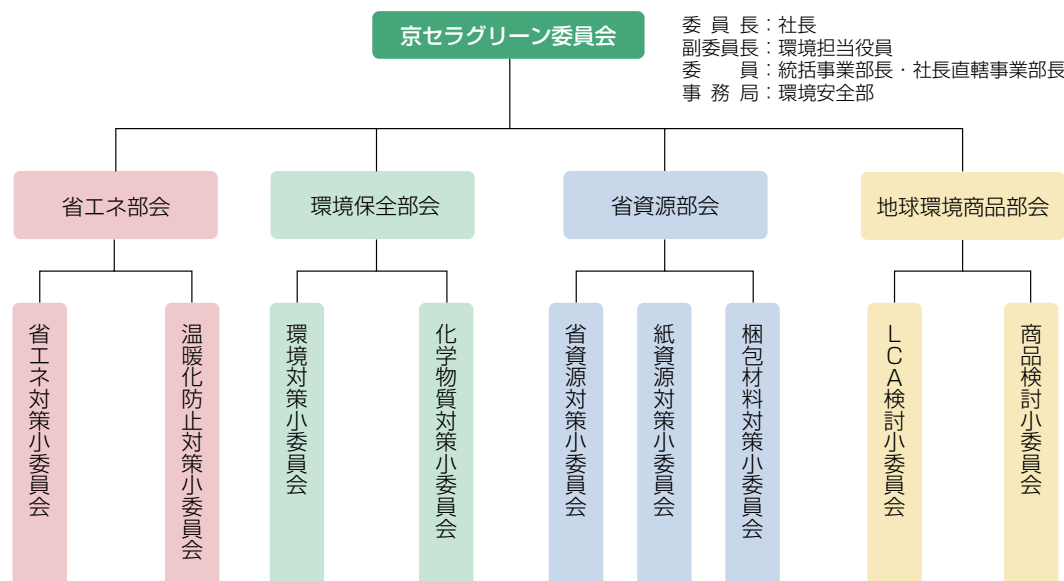 京セラグリーン委員会
委員長：社長
副委員長：環境担当役員
委員：統括事業部長・社長直轄事業部長
事務局：環境安全部
省エネ部会
環境保全部会
省資源部会
地球環境商品部会
省エネ対策小委員会
温暖化防止対策小委員会
環境対策小委員会
化学物質対策小委員会
省資源対策小委員会
紙資源対策小委員会
梱包材料対策小委員会
LCA検討小委員会
商品検討小委員会